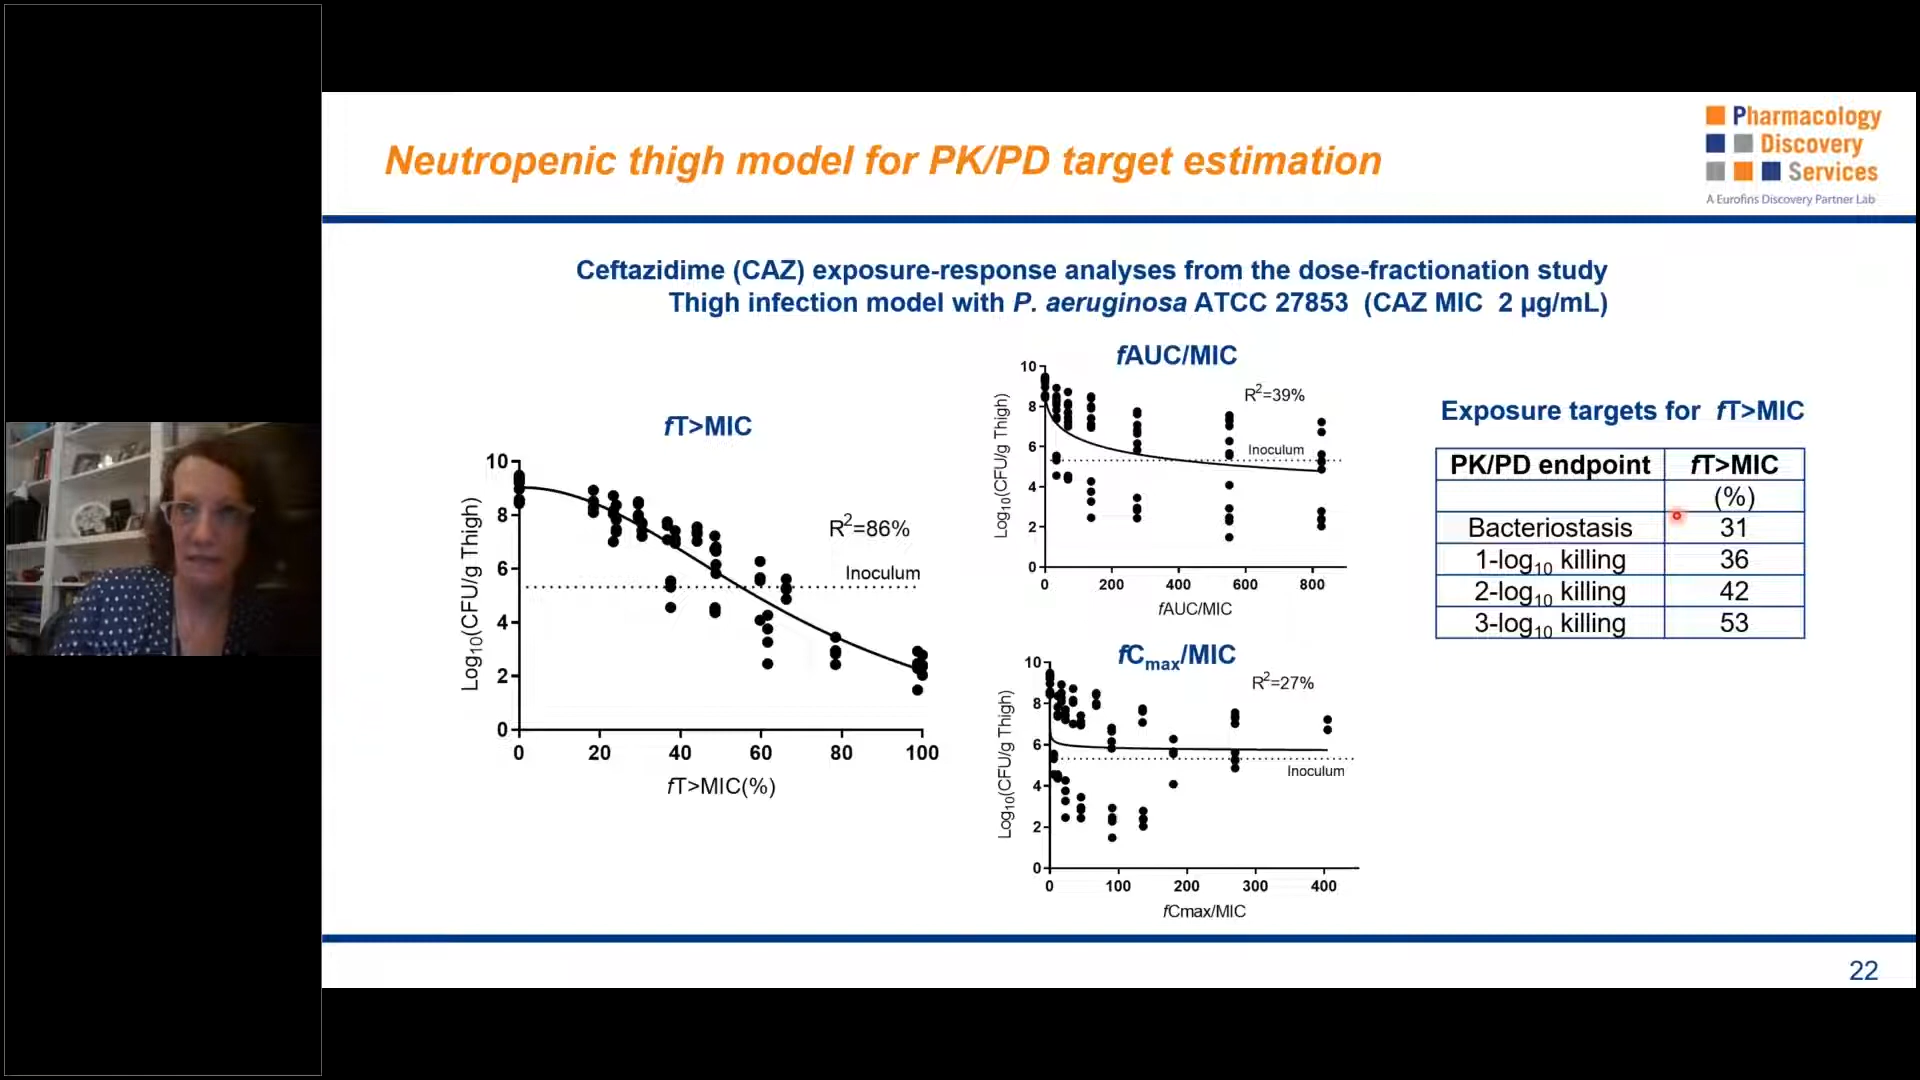 Neutropenic thigh model for PK/PD target estimation
Pharmacology
Discovery
Services
A Eurofins Discovery Partner Lab
Ceftazidime (CAZ) exposure-response analyses from the dose-fractionation study
Thigh infection model with P. aeruginosa ATCC 27853 (CAZ MIC 2 µg/mL)
fT>MIC
Log10(CFU/g Thigh)
10
8
6
4
2
0
R2=86%
Inoculum
0 20 40 60 80 100
fT>MIC(%)
fAUC/MIC
Log10(CFU/g Thigh)
10
8
6
4
2
0
R2=39%
Inoculum
0 200 400 600 800
fAUC/MIC
fCmax/MIC
Log10(CFU/g Thigh)
10
8
6
4
2
0
R2=27%
Inoculum
0 100 200 300 400
fCmax/MIC
Exposure targets for fT>MIC
PK/PD endpoint fT>MIC
(%)
Bacteriostasis 31
1-log10 killing 36
2-log10 killing 42
3-log10 killing 53
22